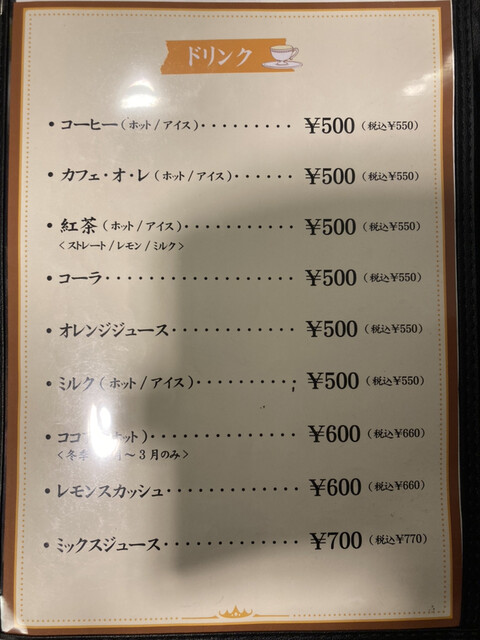 ドリンク
・コーヒー(ホット/アイス)・・・・・・・・・ ¥500 (税込¥550)
・カフェ・オ・レ(ホット/アイス)・・・・・・ ¥500 (税込¥550)
・紅茶(ホット/アイス)・・・・・・・・・・・ ¥500 (税込¥550)
<ストレート/レモン/ミルク>
・コーラ・・・・・・・・・・・・・・・・・・ ¥500 (税込¥550)
・オレンジジュース・・・・・・・・・・・・ ¥500 (税込¥550)
・ミルク(ホット/アイス)・・・・・・・・・・ ¥500 (税込¥550)
・ココ ホット)・・・・・・・・・・・・・・ ¥600 (税込¥660)
<冬季 〜3月のみ>
・レモンスカッシュ・・・・・・・・・・・・・ ¥600 (税込¥660)
・ミックスジュース・・・・・・・・・・・・・ ¥700 (税込¥770)